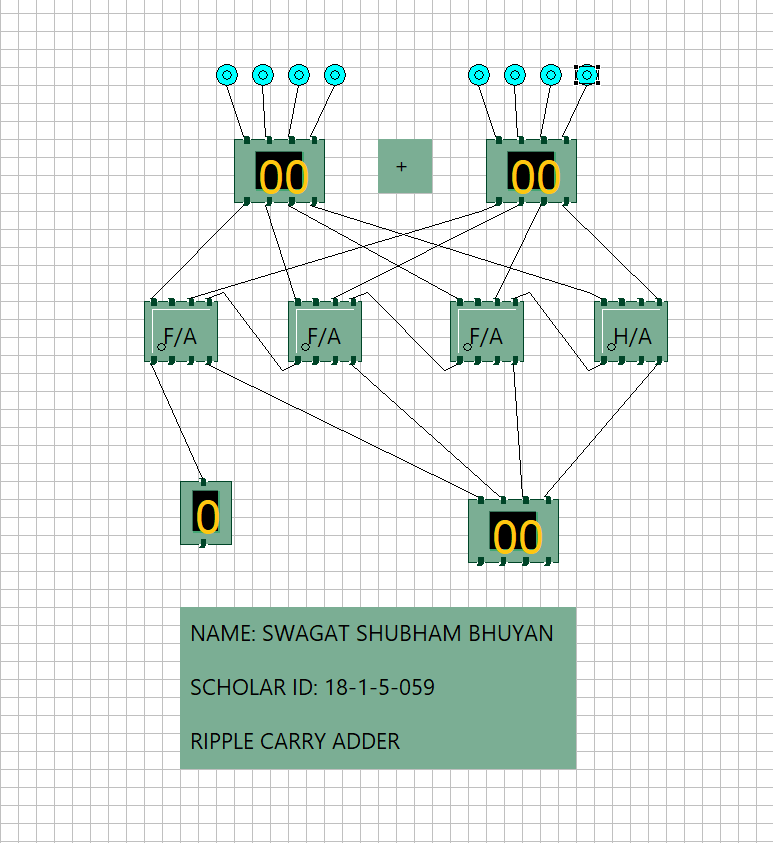 00
+
00
F/A
F/A
F/A
H/A
0
00
NAME: SWAGAT SHUBHAM BHUYAN
SCHOLAR ID: 18-1-5-059
RIPPLE CARRY ADDER